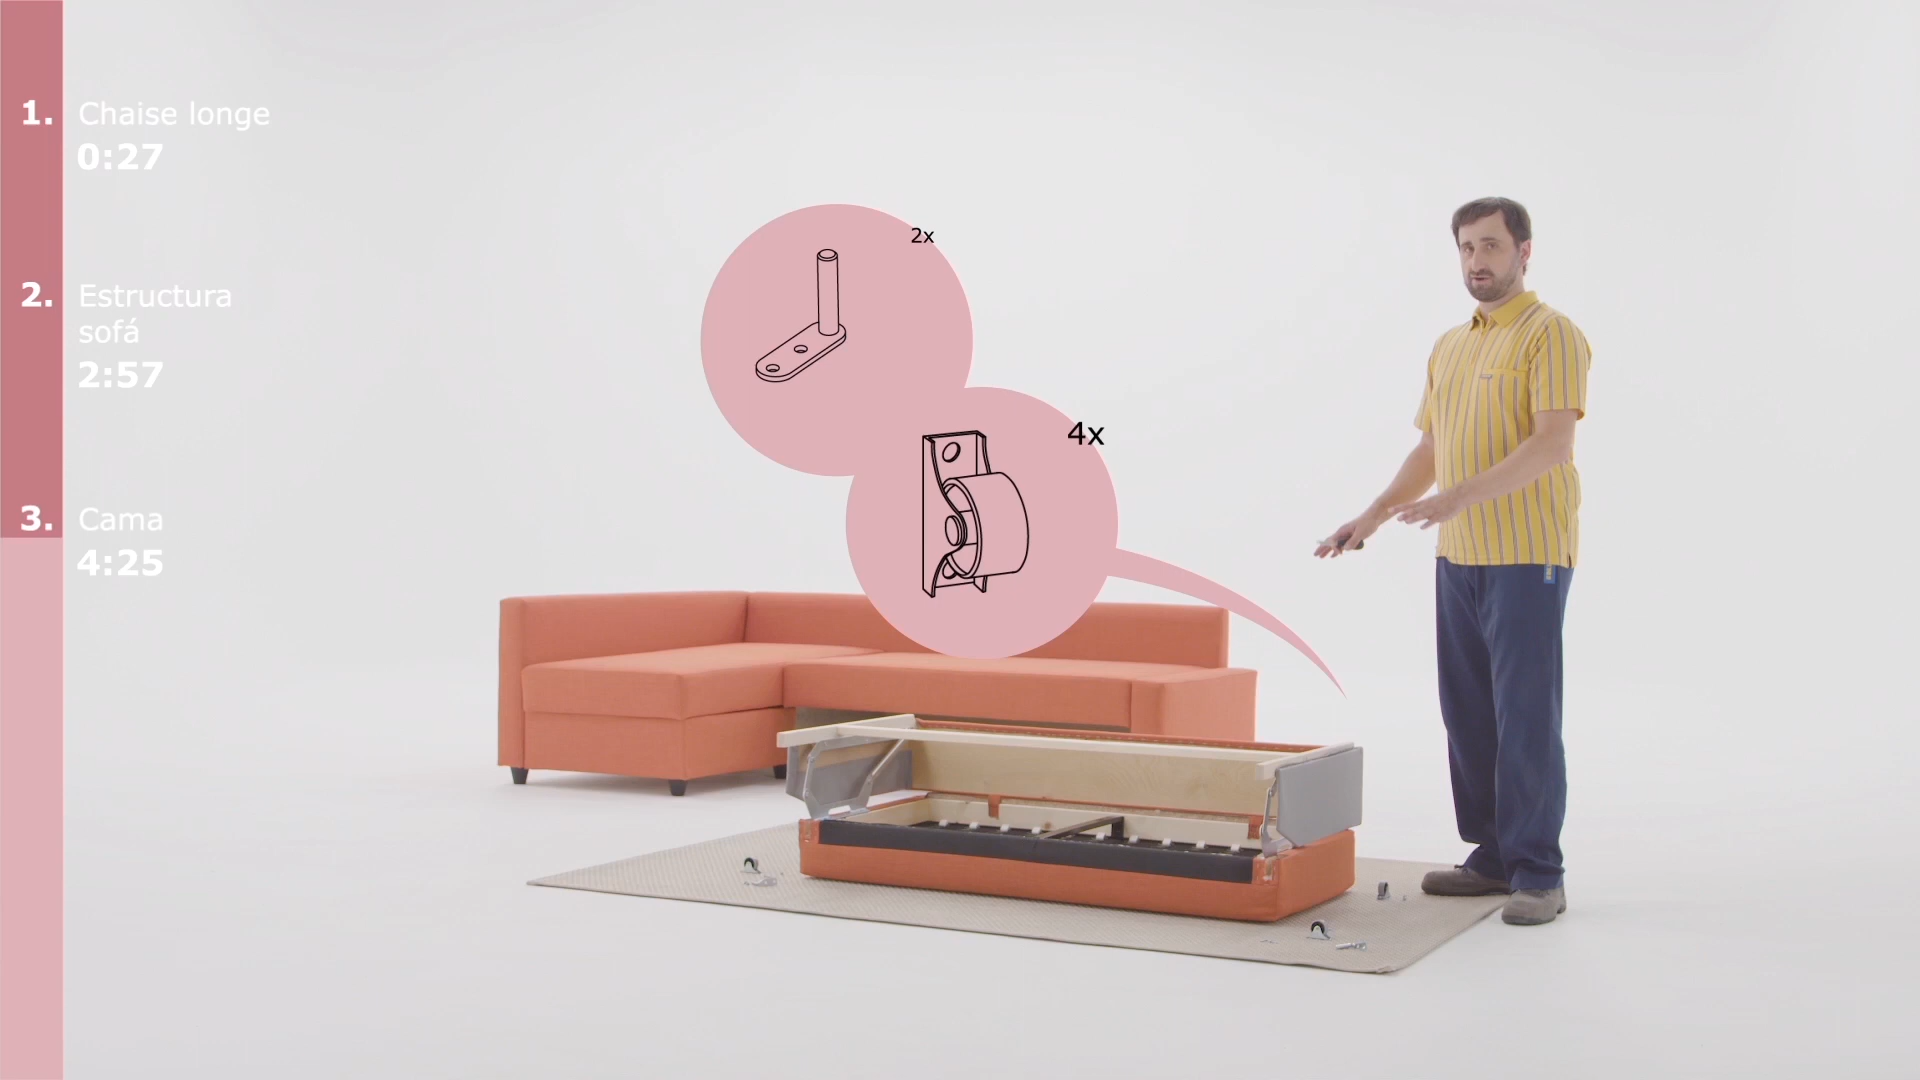 1. Chaise longe
0:27
2. Estructura
sofá
2:57
3. Cama
4:25
2x
4x